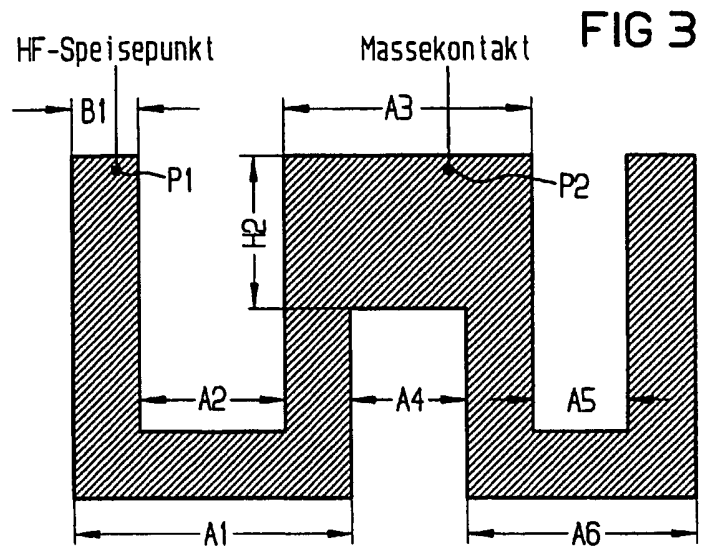 FIG 3
HF-Speisepunkt
Massekontakt
B1
A3
P1
P2
H2
A2
A4
A5
A1
A6